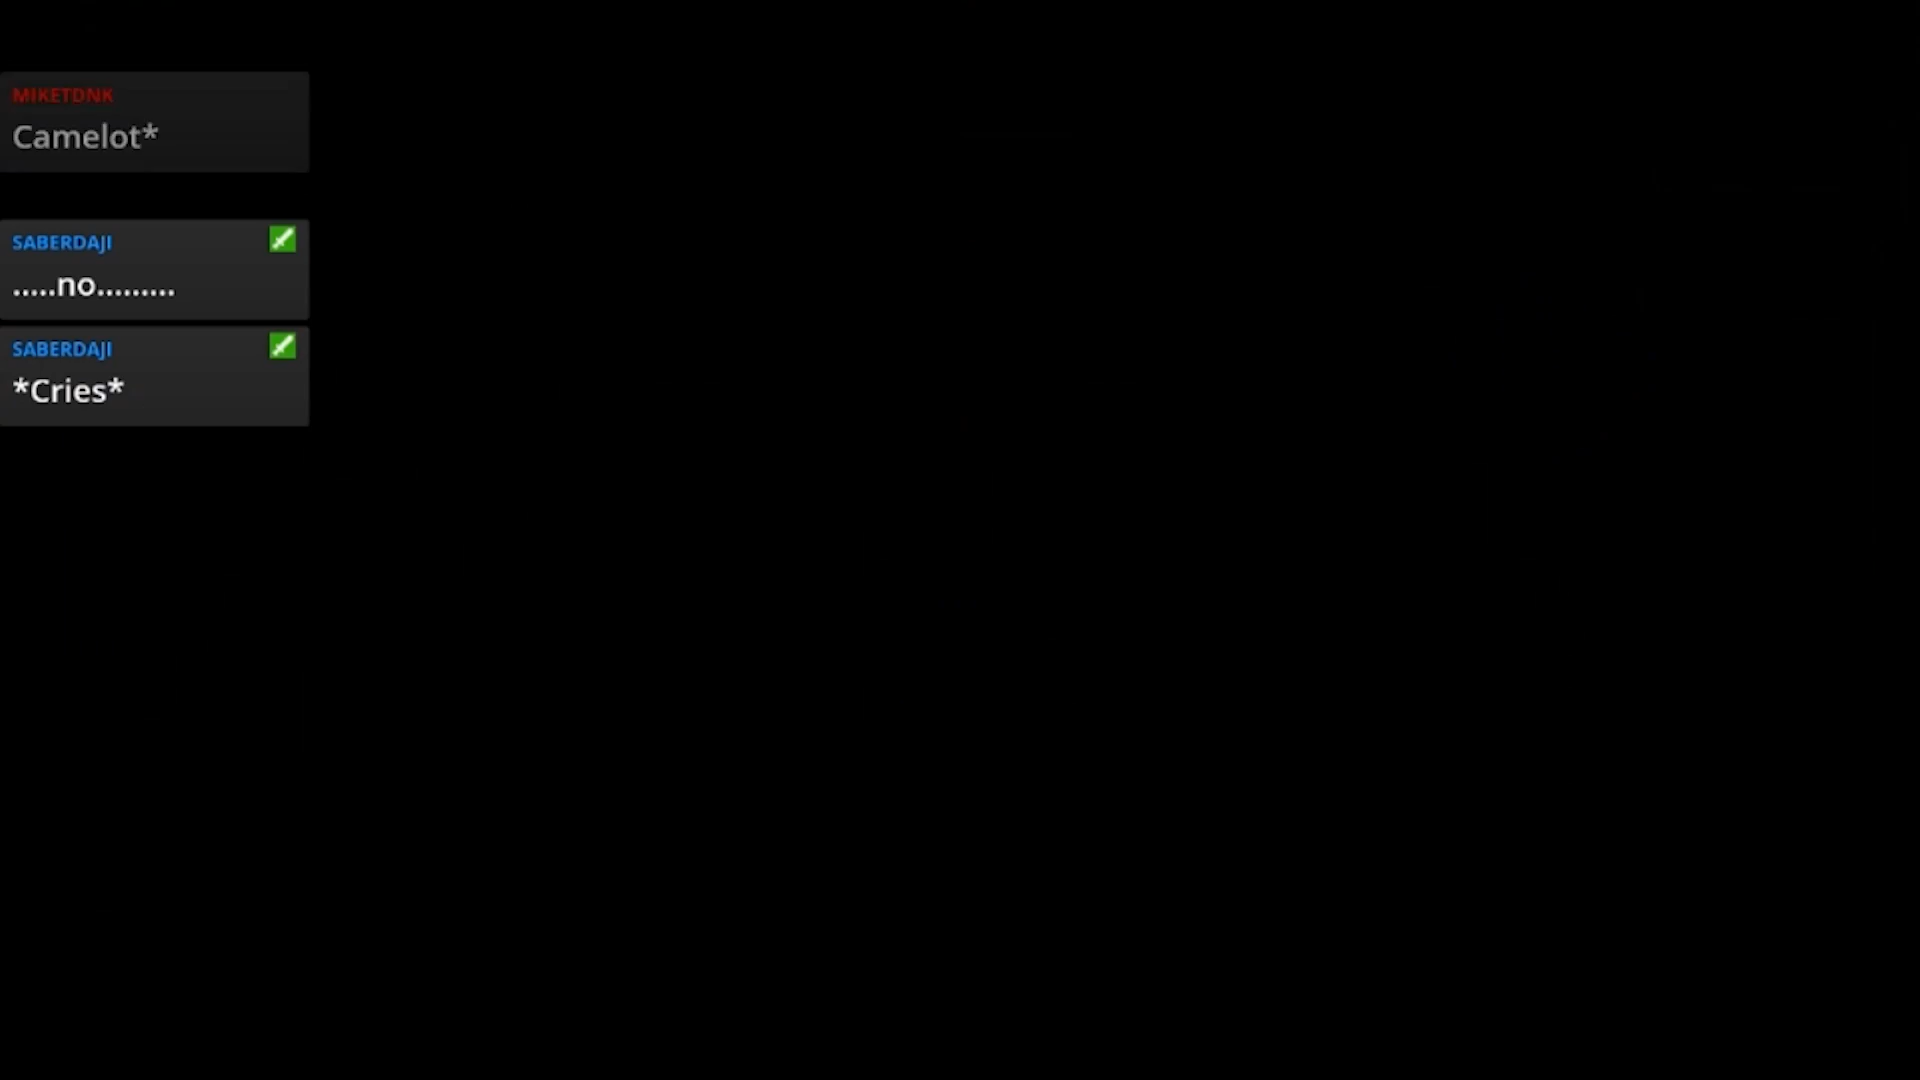 MIKETDNK
Camelot*
SABERDAJI
.....no.........
SABERDAJI
*Cries*